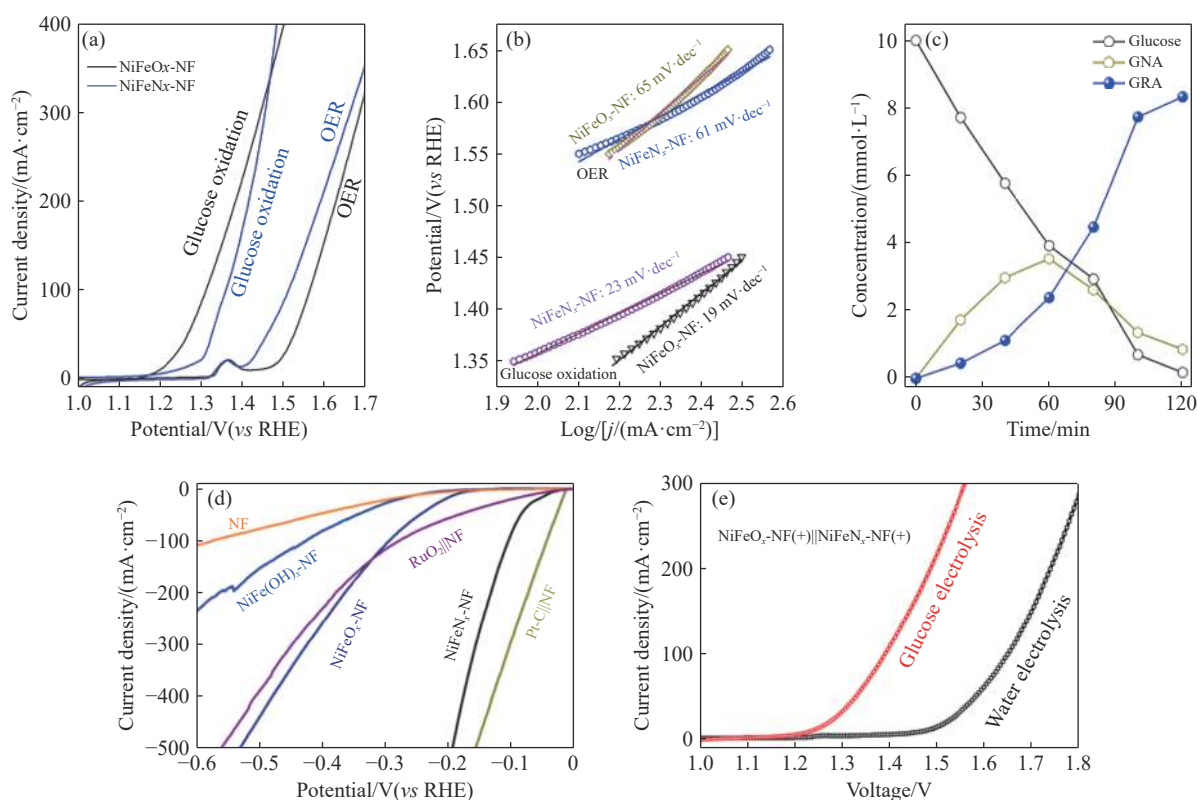 (a)
400
300
200
100
0
Current density/(mA·cm⁻²)
NiFeOx-NF
NiFeNx-NF
Glucose oxidation
Glucose oxidation
OER
OER
1.0 1.1 1.2 1.3 1.4 1.5 1.6 1.7
Potential/V(vs RHE)
(b)
1.65
1.60
1.55
1.45
1.35
Potential/V(vs RHE)
NiFeOₓ-NF: 65 mV·dec⁻¹
NiFeNₓ-NF: 61 mV·dec⁻¹
OER
NiFeNₓ-NF: 23 mV·dec⁻¹
NiFeOₓ-NF: 19 mV·dec⁻¹
Glucose oxidation
1.9 2.0 2.1 2.2 2.3 2.4 2.5 2.6
Log/[j/(mA·cm⁻²)]
(c)
10
8
6
4
2
0
Concentration/(mmol·L⁻¹)
Glucose
GNA
GRA
0 30 60 90 120
Time/min
(d)
0
−100
−200
−300
−400
−500
Current density/(mA·cm⁻²)
NF
NiFe(OH)ₓ-NF
RuO₂||NF
NiFeOₓ-NF
NiFeNₓ-NF
Pt-C||NF
−0.6 −0.5 −0.4 −0.3 −0.2 −0.1 0
Potential/V(vs RHE)
(e)
300
200
100
0
Current density/(mA·cm⁻²)
NiFeOₓ-NF(+)||NiFeNₓ-NF(+)
Glucose electrolysis
Water electrolysis
1.0 1.1 1.2 1.3 1.4 1.5 1.6 1.7 1.8
Voltage/V